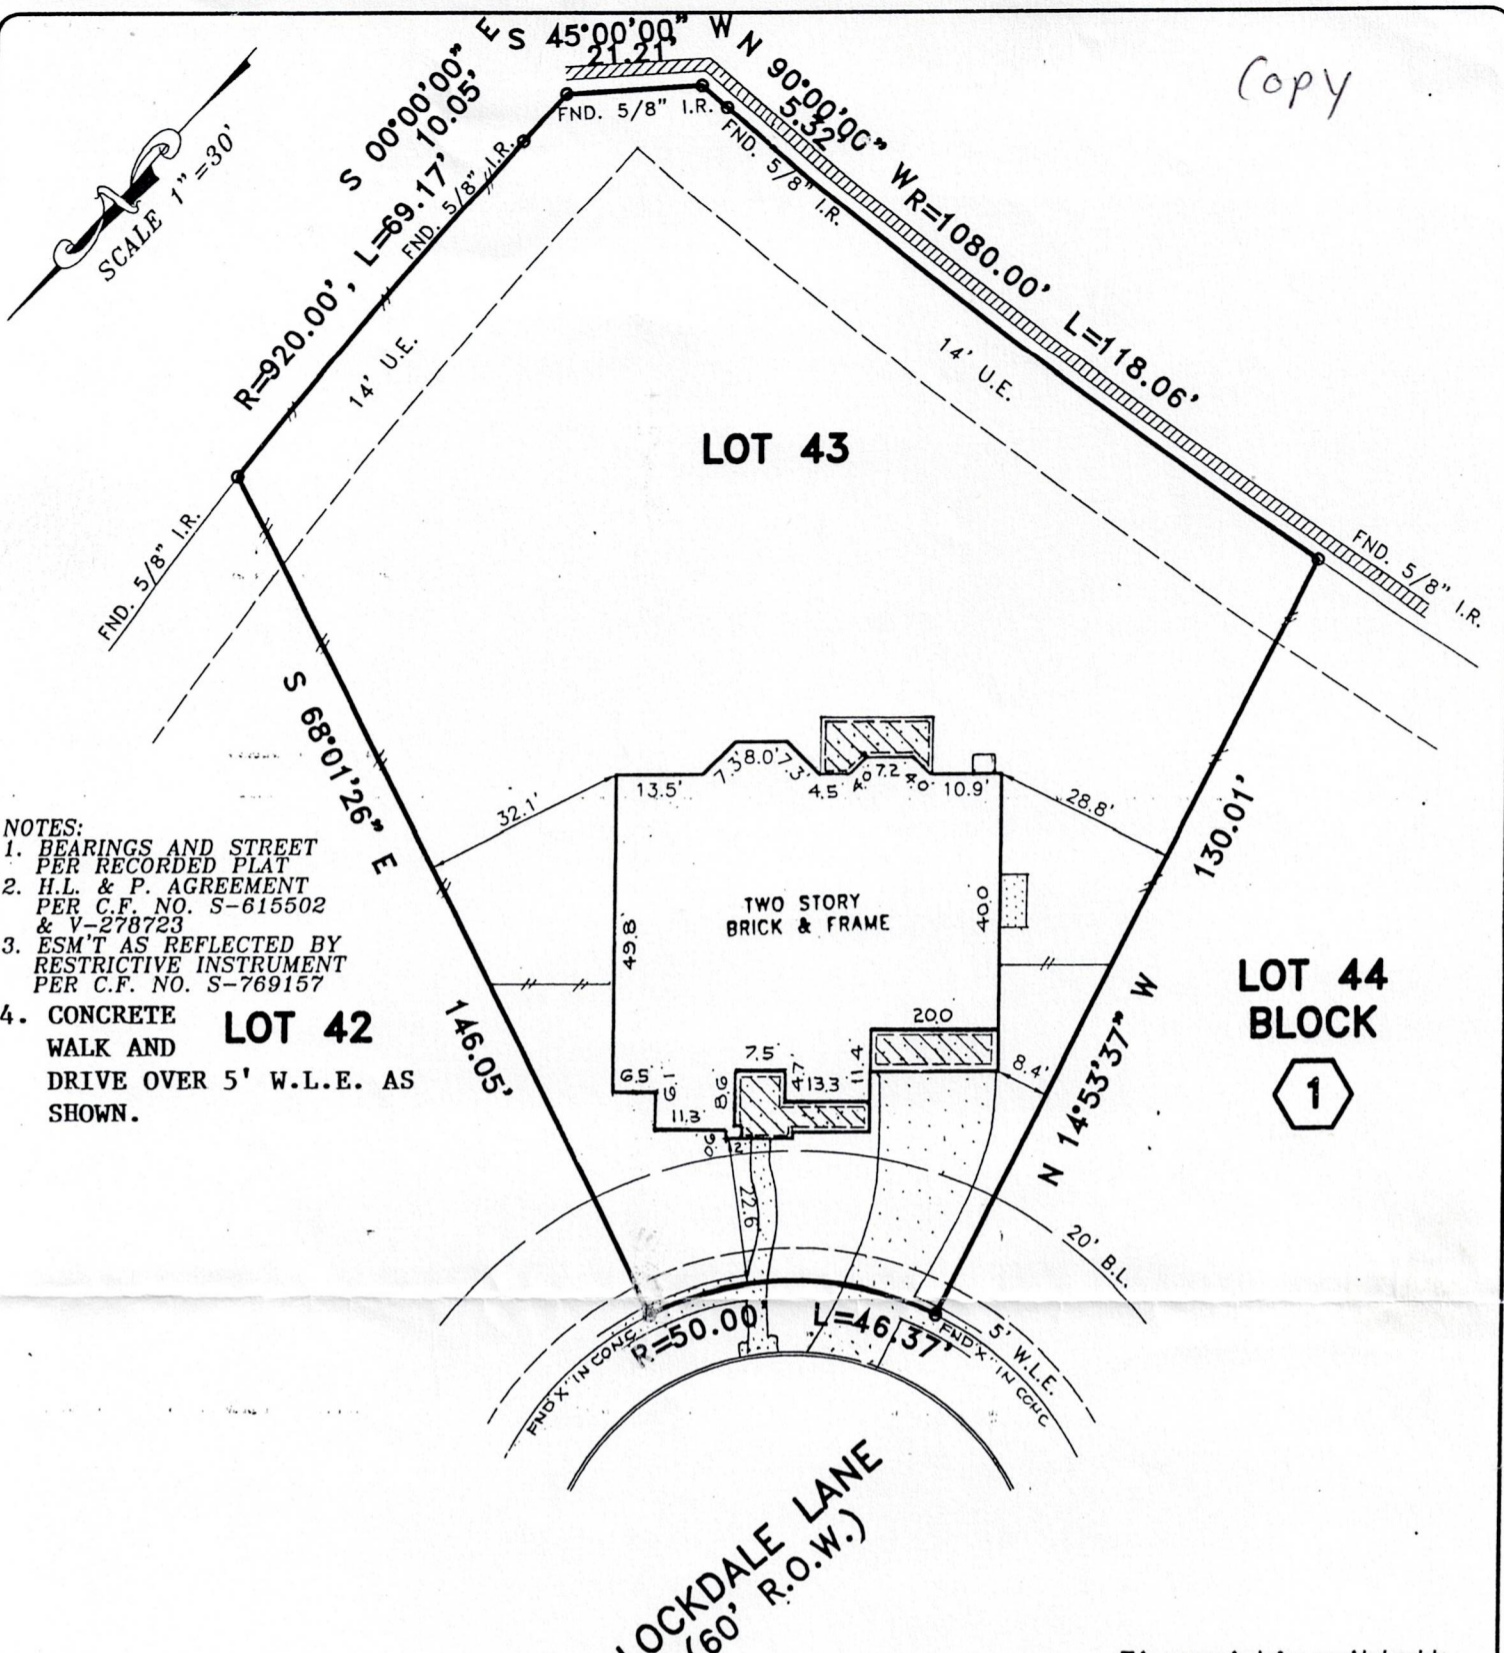 Copy
SCALE 1"=30'
S 00°00'00" E
10.05'
S 45°00'00" W
21.21'
N 90°00'00" W
5.32'
R=1080.00' L=118.06'
R=920.00', L=69.17'
FND. 5/8" I.R.
FND. 5/8" I.R.
FND. 5/8" I.R.
14' U.E.
14' U.E.
LOT 43
FND. 5/8" I.R.
FND. 5/8" I.R.
S 68°01'26" E
146.05'
N 14°53'37" W
130.01'
32.1'
28.8'
13.5'
7.3'
8.0'
7.3'
4.5'
4.0
7.2
4.0
10.9'
TWO STORY
BRICK & FRAME
49.8'
40.0
20.0
8.4'
6.5'
6.1
11.3'
8.6
7.5'
4.7
13.3
11.4
22.6
NOTES:
1. BEARINGS AND STREET
PER RECORDED PLAT
2. H.L. & P. AGREEMENT
PER C.F. NO. S-615502
& V-278723
3. ESM'T AS REFLECTED BY
RESTRICTIVE INSTRUMENT
PER C.F. NO. S-769157
4. CONCRETE
WALK AND
DRIVE OVER 5' W.L.E. AS
SHOWN.
LOT 42
LOT 44
BLOCK
1
20' B.L.
5' W.L.E.
R=50.00' L=46.37'
FND "X" IN CONC
FND "X" IN CONC
LOCKDALE LANE
(60' R.O.W.)